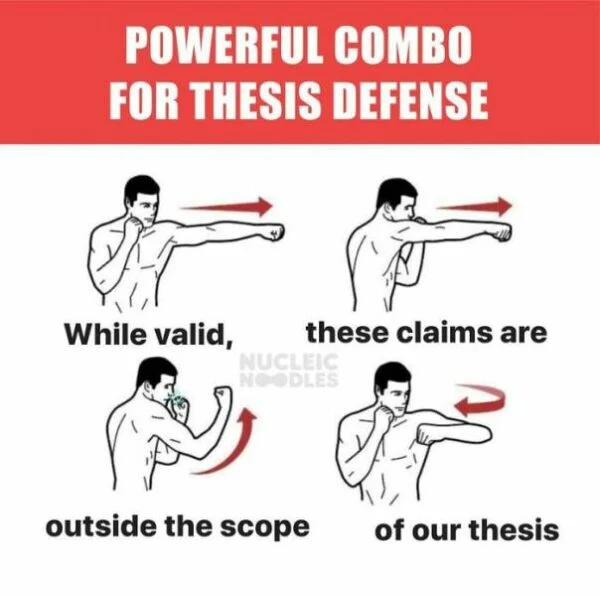 POWERFUL COMBO
FOR THESIS DEFENSE
While valid,
these claims are
NUCLEIC
NOODLES
outside the scope
of our thesis